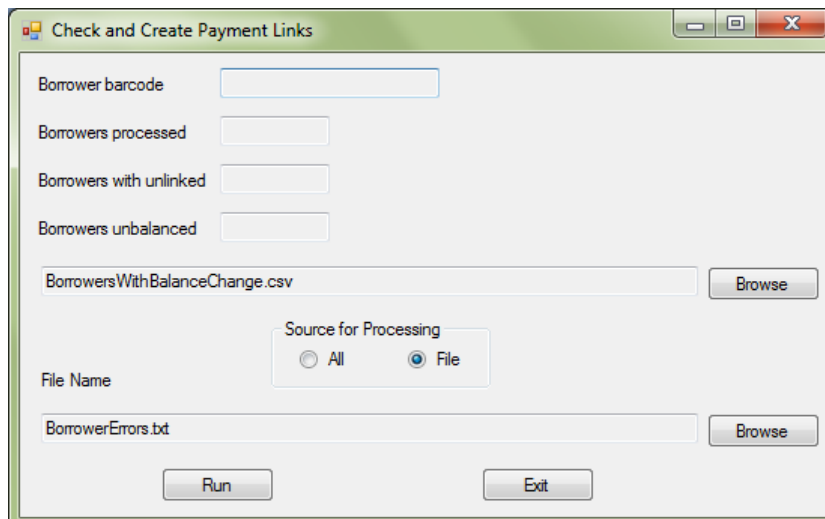 Check and Create Payment Links
Borrower barcode
Borrowers processed
Borrowers with unlinked
Borrowers unbalanced
BorrowersWithBalanceChange.csv
Browse
Source for Processing
All File
File Name
BorrowerErrors.txt
Browse
Run Exit